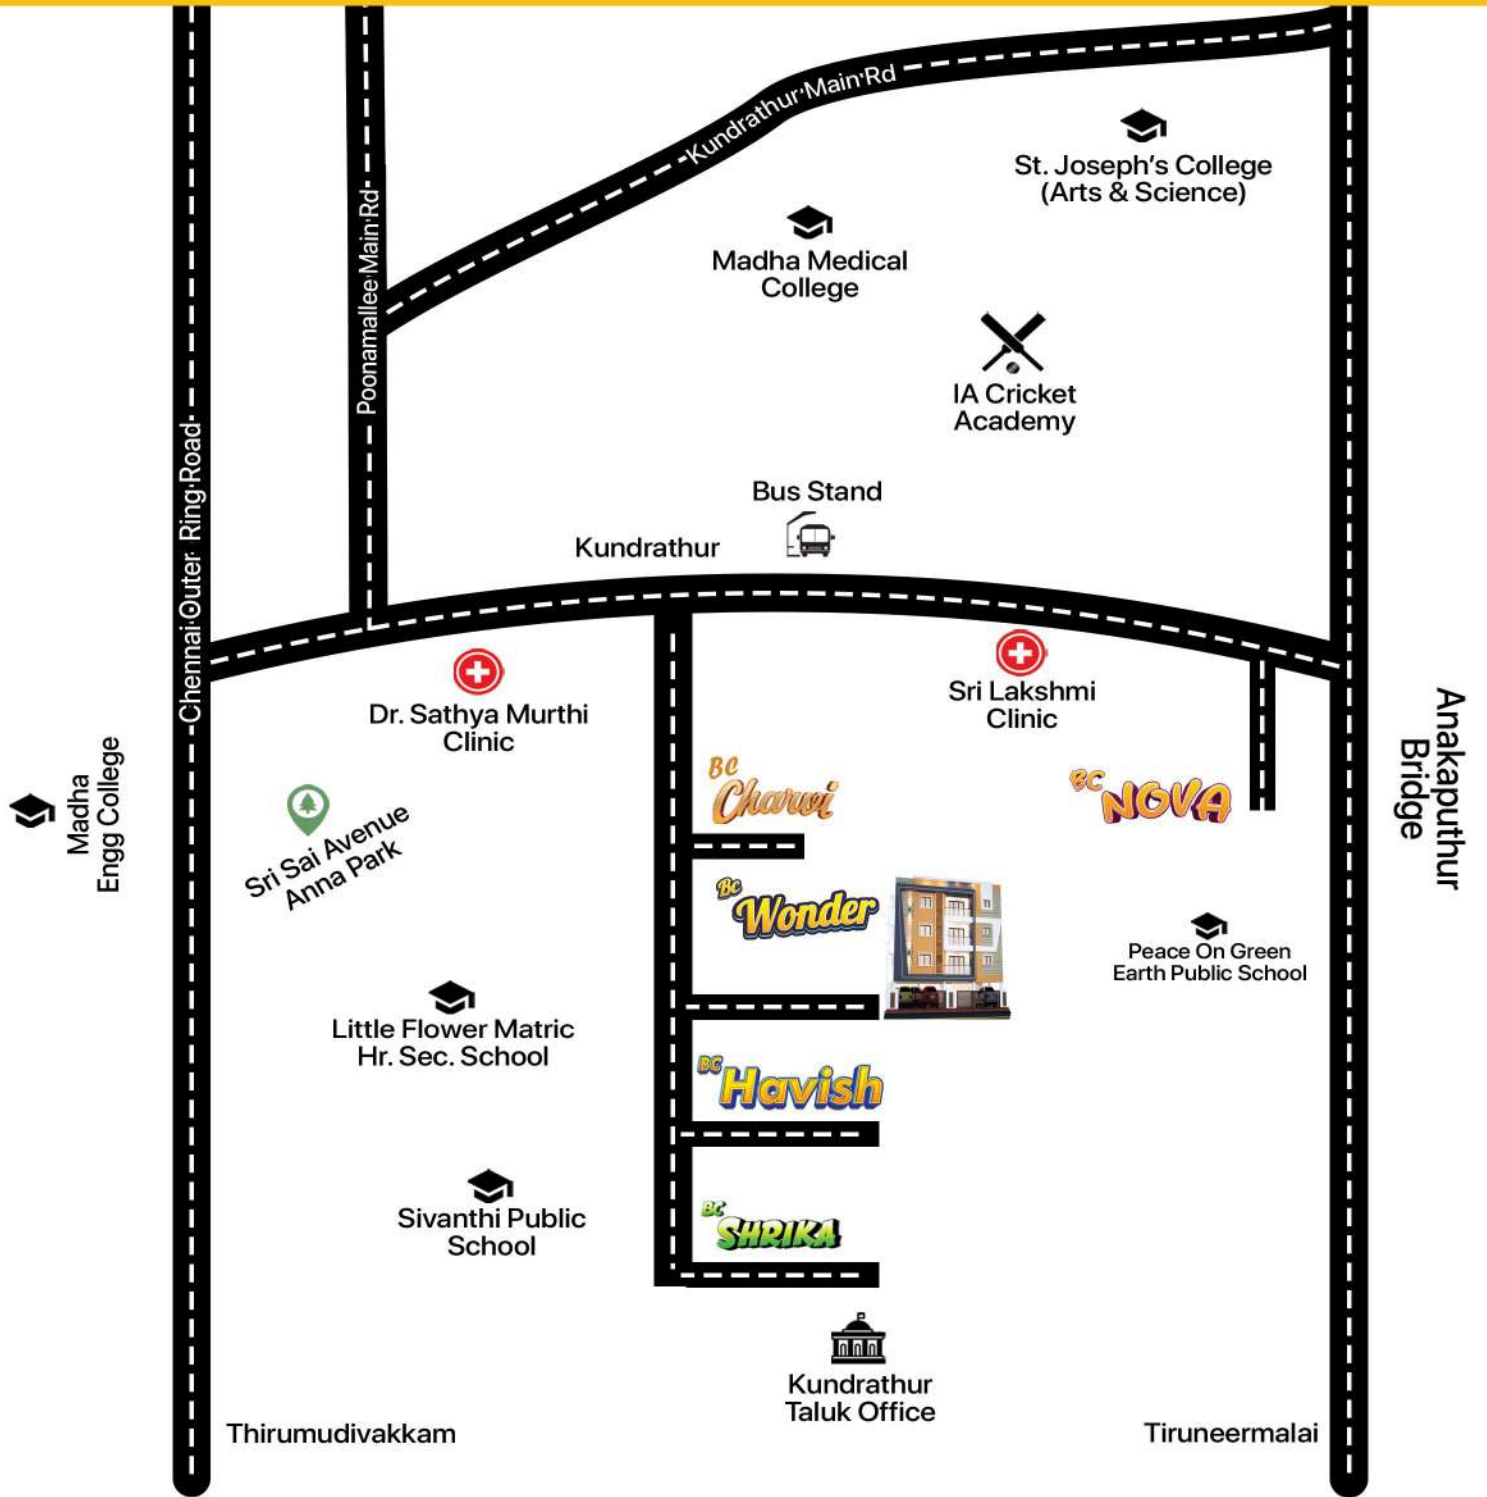 Kundrathur Main Rd
St. Joseph's College
(Arts & Science)
Poonamallee Main Rd
Madha Medical
College
IA Cricket
Academy
Chennai Outer Ring Road
Bus Stand
Kundrathur
Dr. Sathya Murthi
Clinic
Sri Lakshmi
Clinic
Anakaputhur
Bridge
Madha
Engg College
BC
Charvi
BC
NOVA
Sri Sai Avenue
Anna Park
Bc
Wonder
Peace On Green
Earth Public School
Little Flower Matric
Hr. Sec. School
BC
Havish
Sivanthi Public
School
BC
SHRIKA
Kundrathur
Taluk Office
Thirumudivakkam
Tiruneermalai